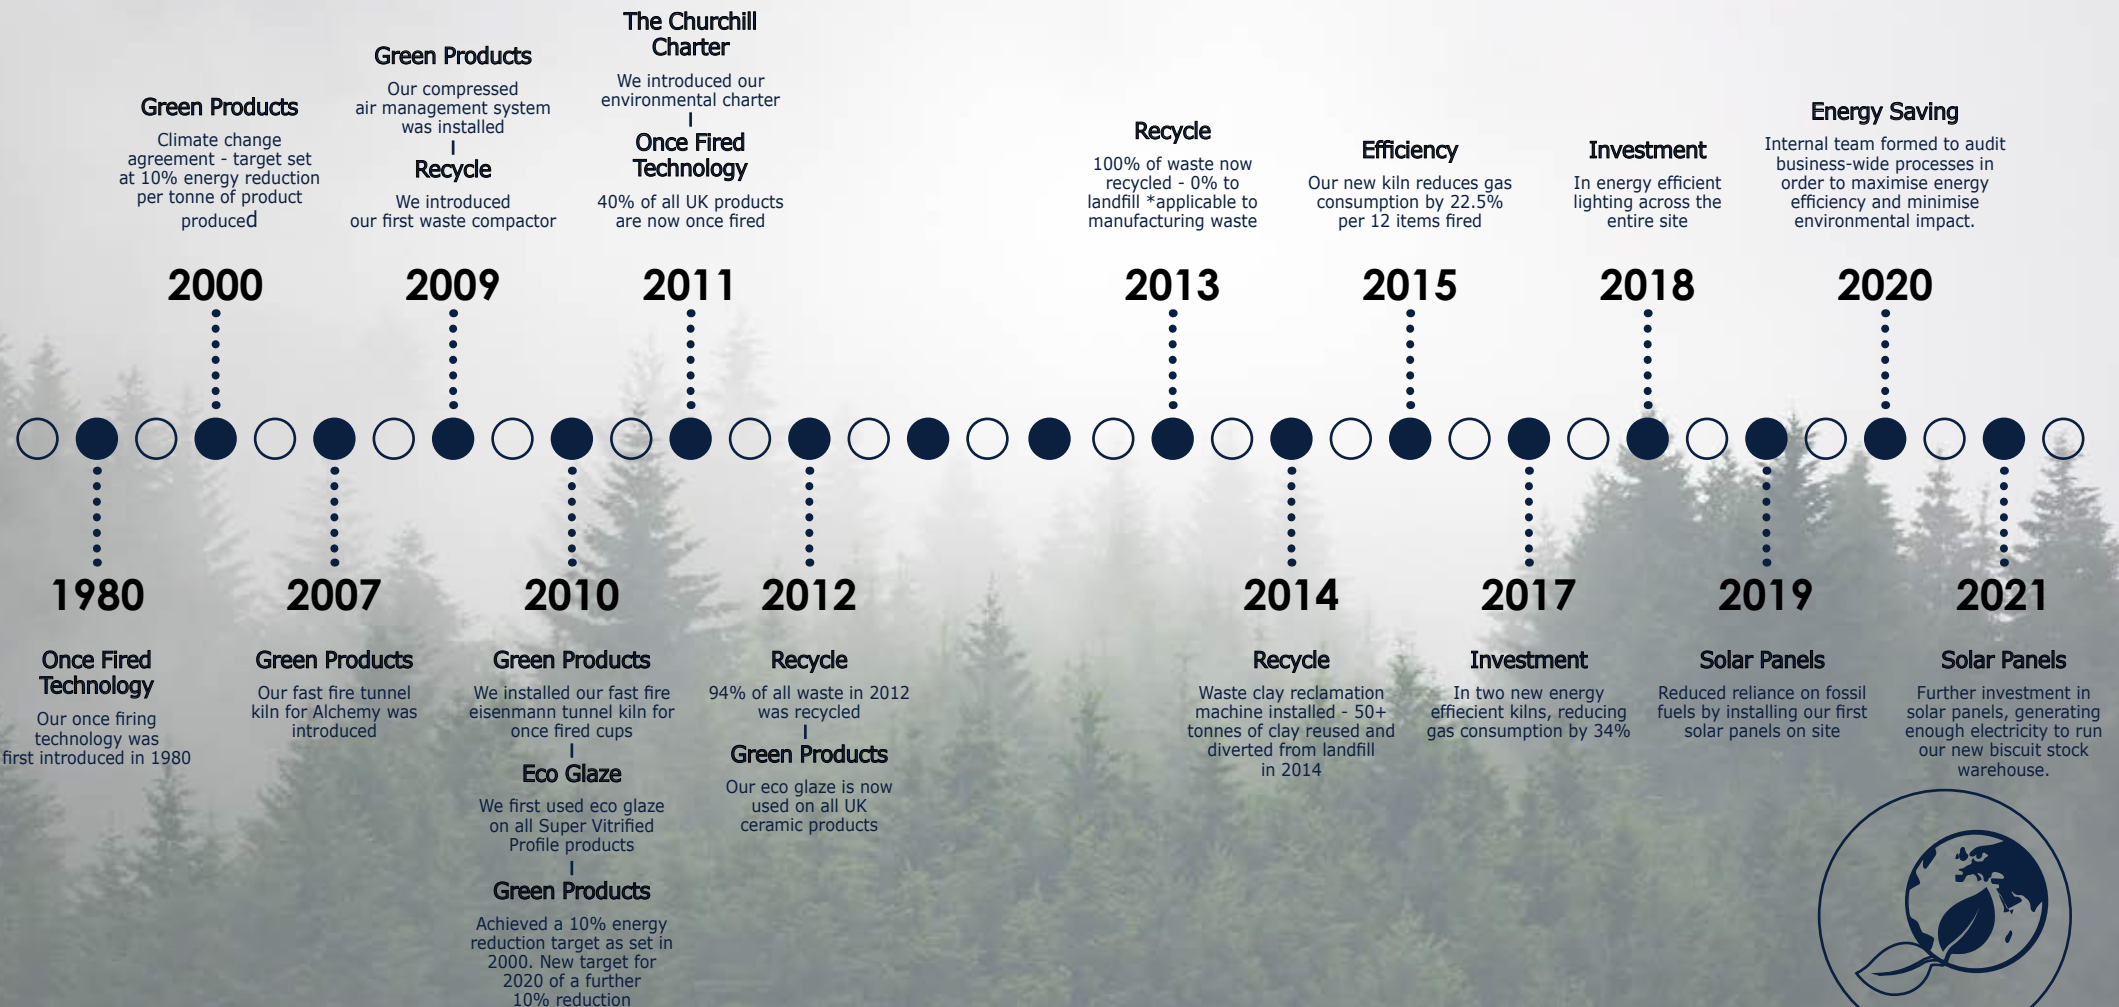 Green Products
Climate change
agreement - target set
at 10% energy reduction
per tonne of product
produced
2000
Green Products
Our compressed
air management system
was installed
Recycle
We introduced
our first waste compactor
2009
The Churchill
Charter
We introduced our
environmental charter
Once Fired
Technology
40% of all UK products
are now once fired
2011
Recycle
100% of waste now
recycled - 0% to
landfill *applicable to
manufacturing waste
2013
Efficiency
Our new kiln reduces gas
consumption by 22.5%
per 12 items fired
2015
Investment
In energy efficient
lighting across the
entire site
2018
Energy Saving
Internal team formed to audit
business-wide processes in
order to maximise energy
efficiency and minimise
environmental impact.
2020
1980
Once Fired
Technology
Our once firing
technology was
first introduced in 1980
2007
Green Products
Our fast fire tunnel
kiln for Alchemy was
introduced
2010
Green Products
We installed our fast fire
eisenmann tunnel kiln for
once fired cups
Eco Glaze
We first used eco glaze
on all Super Vitrified
Profile products
Green Products
Achieved a 10% energy
reduction target as set in
2000. New target for
2020 of a further
10% reduction
2012
Recycle
94% of all waste in 2012
was recycled
Green Products
Our eco glaze is now
used on all UK
ceramic products
2014
Recycle
Waste clay reclamation
machine installed - 50+
tonnes of clay reused and
diverted from landfill
in 2014
2017
Investment
In two new energy
effiecient kilns, reducing
gas consumption by 34%
2019
Solar Panels
Reduced reliance on fossil
fuels by installing our first
solar panels on site
2021
Solar Panels
Further investment in
solar panels, generating
enough electricity to run
our new biscuit stock
warehouse.